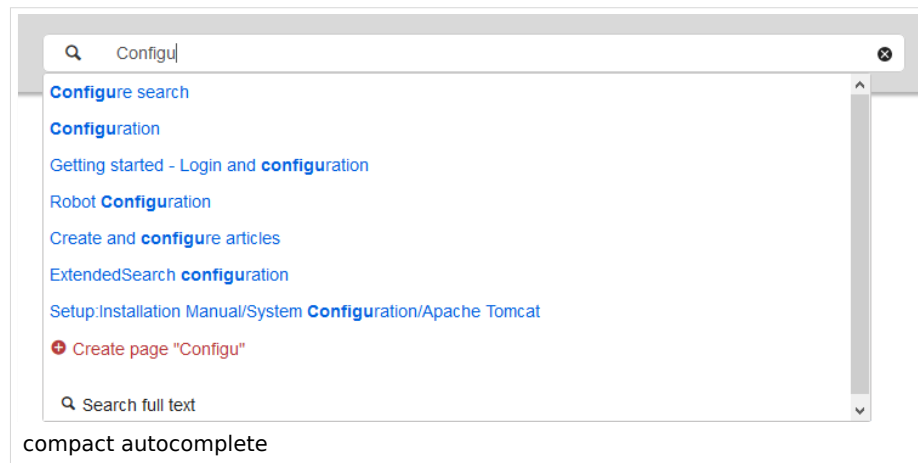 Configu
Configure search
Configuration
Getting started - Login and configuration
Robot Configuration
Create and configure articles
ExtendedSearch configuration
Setup:Installation Manual/System Configuration/Apache Tomcat
Create page "Configu"
Search full text
compact autocomplete